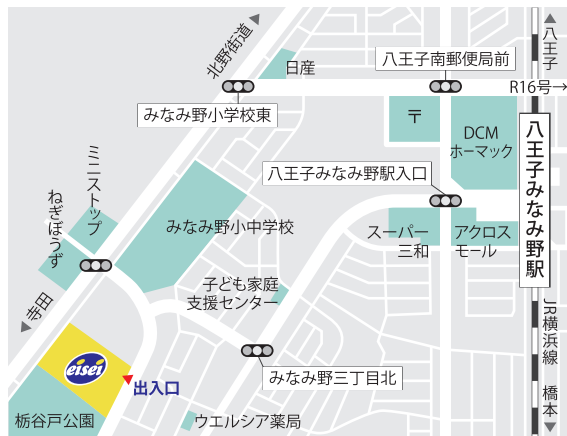 ▲八王子
北野街道
日産
八王子南郵便局前
R16号→
みなみ野小学校東
〒
DCM
ホーマック
八王子みなみ野駅
ミニストップ
ねぎぼうず
八王子みなみ野駅入口
みなみ野小中学校
スーパー
三和
アクロス
モール
子ども家庭
支援センター
寺田
JR横浜線
橋本▼
eisei
出入口
みなみ野三丁目北
栃谷戸公園
ウエルシア薬局